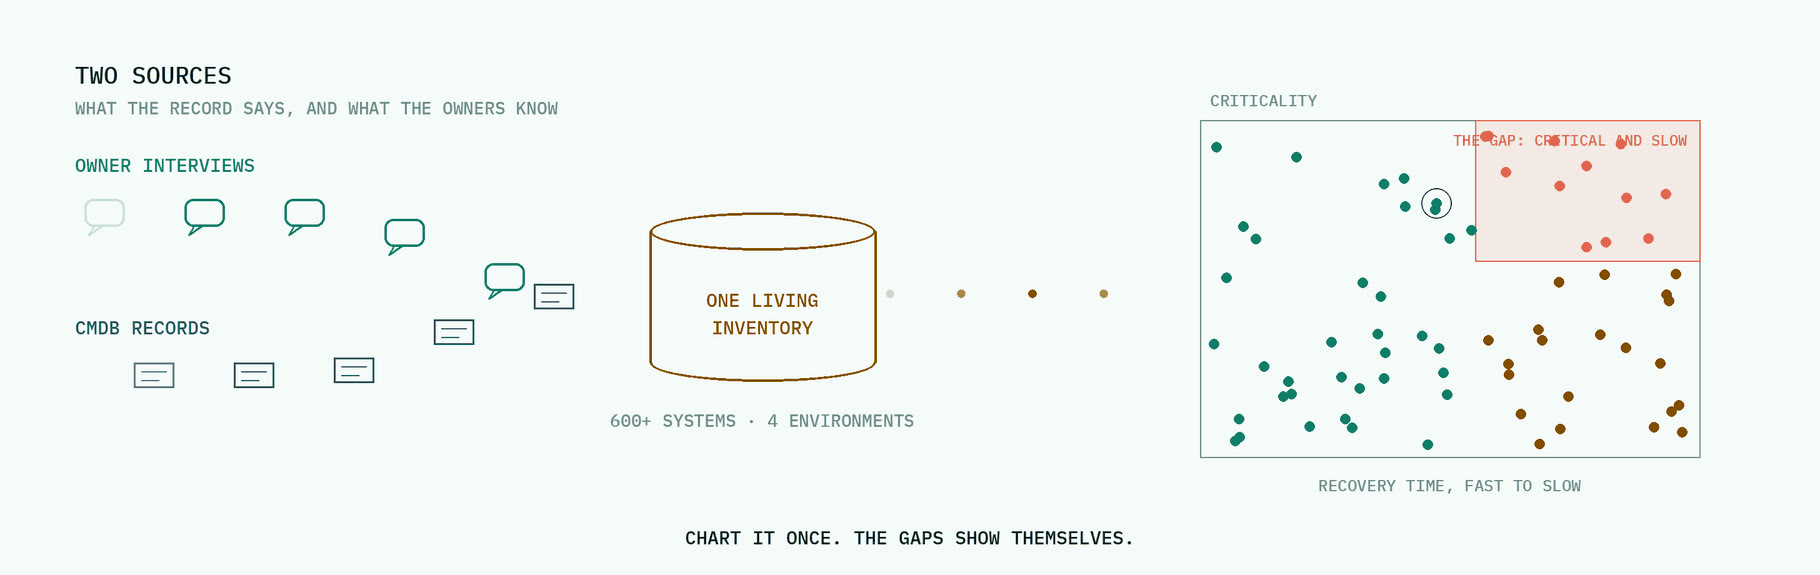 TWO SOURCES
WHAT THE RECORD SAYS, AND WHAT THE OWNERS KNOW
OWNER INTERVIEWS
CMDB RECORDS
ONE LIVING
INVENTORY
600+ SYSTEMS · 4 ENVIRONMENTS
CRITICALITY
THE GAP: CRITICAL AND SLOW
RECOVERY TIME, FAST TO SLOW
CHART IT ONCE. THE GAPS SHOW THEMSELVES.